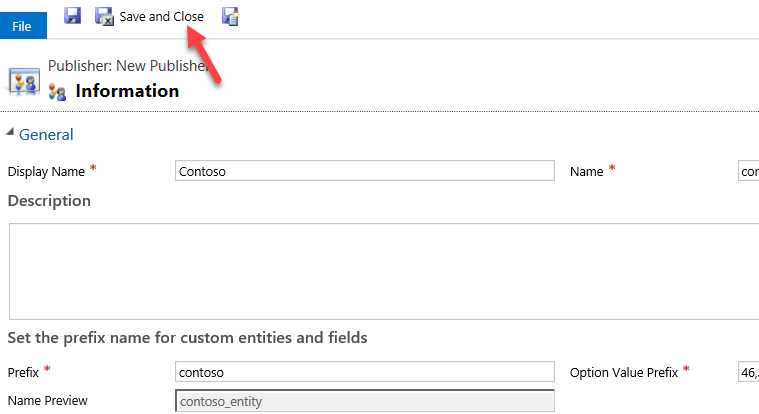 File Save and Close
Publisher: New Publisher
Information
General
Display Name * Contoso Name * con
Description
Set the prefix name for custom entities and fields
Prefix * contoso Option Value Prefix * 46,
Name Preview contoso_entity